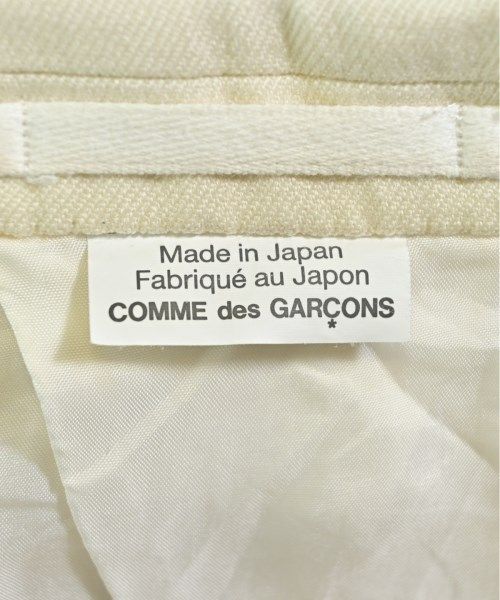 Made in Japan
Fabriqué au Japon
COMME des GARÇONS
*